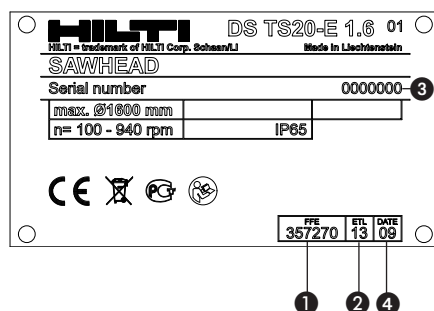 HILTI DS TS20-E 1.6 01
HILTI = trademark of HILTI Corp. Schaan/Li Made in Liechtenstein
SAWHEAD
Serial number 0000000 3
max. Ø1600 mm
n= 100 - 940 rpm IP65
CE PCT
FFE ETL DATE
357270 13 09
1 2 4